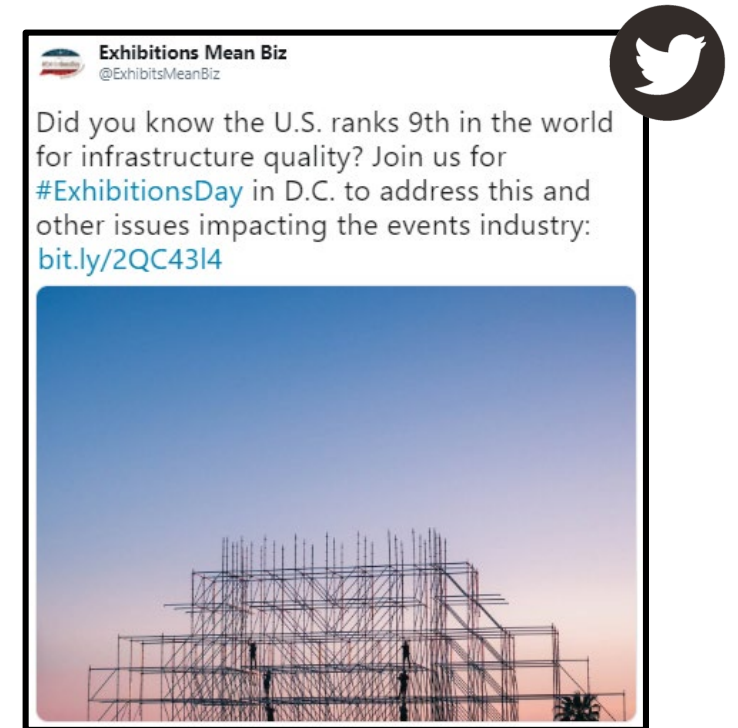 Exhibitions Mean Biz
@ExhibitsMeanBiz
Did you know the U.S. ranks 9th in the world
for infrastructure quality? Join us for
#ExhibitionsDay in D.C. to address this and
other issues impacting the events industry:
bit.ly/2QC43l4